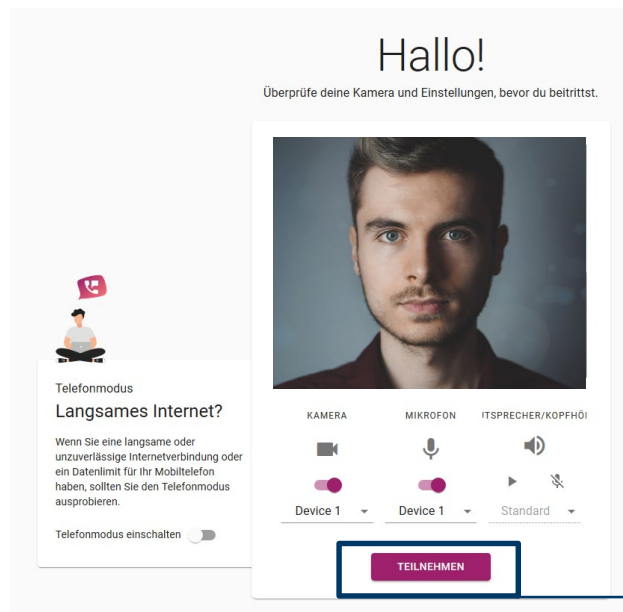 Hallo!
Überprüfe deine Kamera und Einstellungen, bevor du beitrittst.
Telefonmodus
Langsames Internet?
Wenn Sie eine langsame oder
unzuverlässige Internetverbindung oder
ein Datenlimit für Ihr Mobiltelefon
haben, sollten Sie den Telefonmodus
ausprobieren.
Telefonmodus einschalten
KAMERA MIKROFON ITSPRECHER/KOPFHÖI
Device 1 Device 1 Standard
TEILNEHMEN